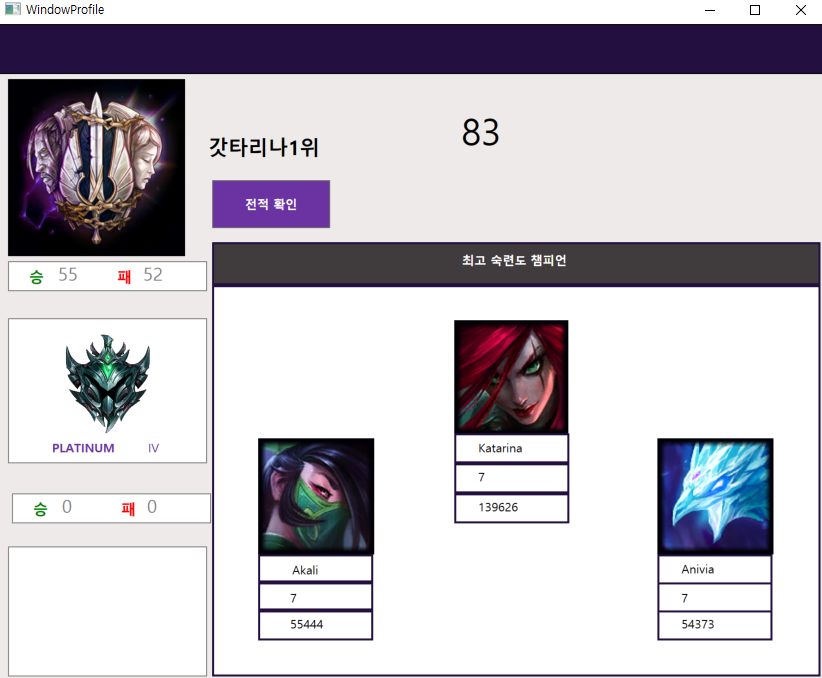 WindowProfile
갓타리나1위
83
전적 확인
승 55 패 52
PLATINUM IV
승 0 패 0
최고 숙련도 챔피언
Katarina
7
139626
Akali
7
55444
Anivia
7
54373